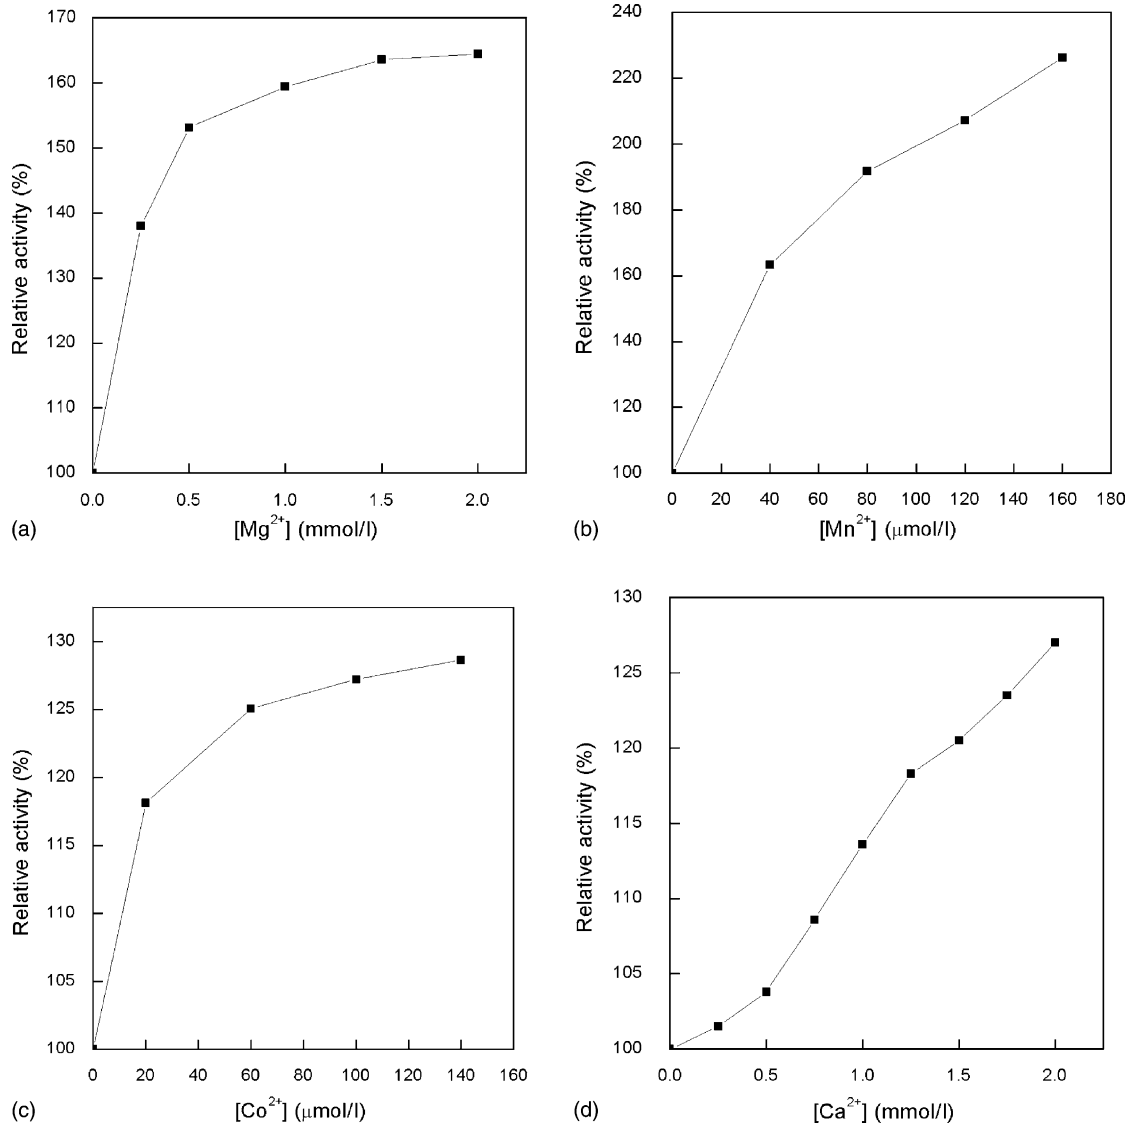 170
160
150
140
130
120
110
100
Relative activity (%)
0.0 0.5 1.0 1.5 2.0
(a) [Mg²⁺] (mmol/l)
240
220
200
180
160
140
120
100
Relative activity (%)
0 20 40 60 80 100 120 140 160 180
(b) [Mn²⁺] (μmol/l)
130
125
120
115
110
105
100
Relative activity (%)
0 20 40 60 80 100 120 140 160
(c) [Co²⁺] (μmol/l)
130
125
120
115
110
105
100
Relative activity (%)
0.0 0.5 1.0 1.5 2.0
(d) [Ca²⁺] (mmol/l)